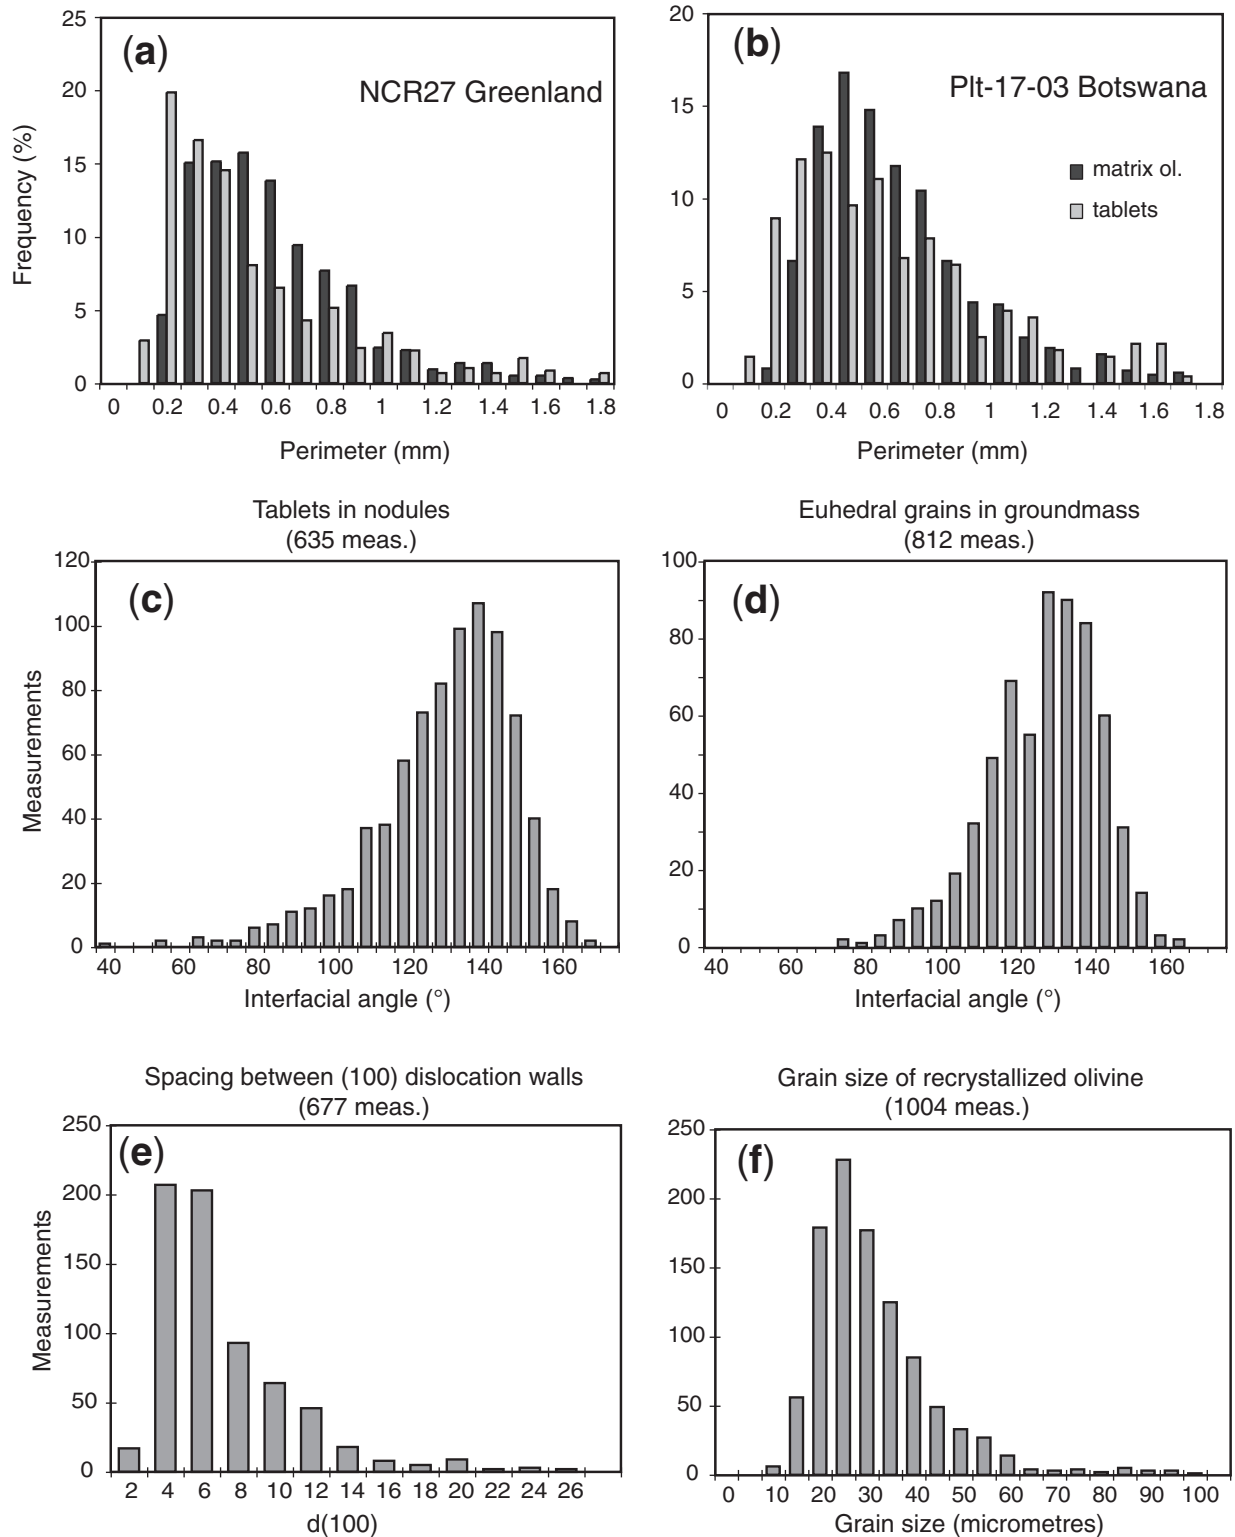 (a)
NCR27 Greenland
Frequency (%)
25
20
15
10
5
0
0 0.2 0.4 0.6 0.8 1 1.2 1.4 1.6 1.8
Perimeter (mm)
(b)
Plt-17-03 Botswana
matrix ol.
tablets
20
15
10
5
0
0 0.2 0.4 0.6 0.8 1 1.2 1.4 1.6 1.8
Perimeter (mm)
Tablets in nodules
(635 meas.)
(c)
Measurements
120
100
80
60
40
20
0
40 60 80 100 120 140 160
Interfacial angle (°)
Euhedral grains in groundmass
(812 meas.)
(d)
100
80
60
40
20
0
40 60 80 100 120 140 160
Interfacial angle (°)
Spacing between (100) dislocation walls
(677 meas.)
(e)
Measurements
250
200
150
100
50
0
2 4 6 8 10 12 14 16 18 20 22 24 26
d(100)
Grain size of recrystallized olivine
(1004 meas.)
(f)
250
200
150
100
50
0
0 10 20 30 40 50 60 70 80 90 100
Grain size (micrometres)